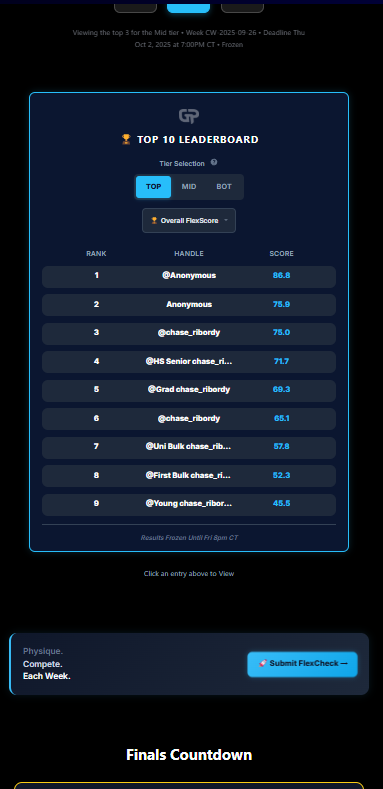 Viewing the top 3 for the Mid tier • Week CW-2025-09-26 • Deadline Thu
Oct 2, 2025 at 7:00PM CT • Frozen
GP
🏆 TOP 10 LEADERBOARD
Tier Selection ?
TOP MID BOT
🏆 Overall FlexScore
RANK HANDLE SCORE
1 @Anonymous 86.8
2 Anonymous 75.9
3 @chase_ribordy 75.0
4 @HS Senior chase_ri... 71.7
5 @Grad chase_ribordy 69.3
6 @chase_ribordy 65.1
7 @Uni Bulk chase_rib... 57.8
8 @First Bulk chase_ri... 52.3
9 @Young chase_ribor... 45.5
Results Frozen Until Fri 8pm CT
Click an entry above to View
Physique.
Compete.
Each Week.
🚀 Submit FlexCheck →
Finals Countdown